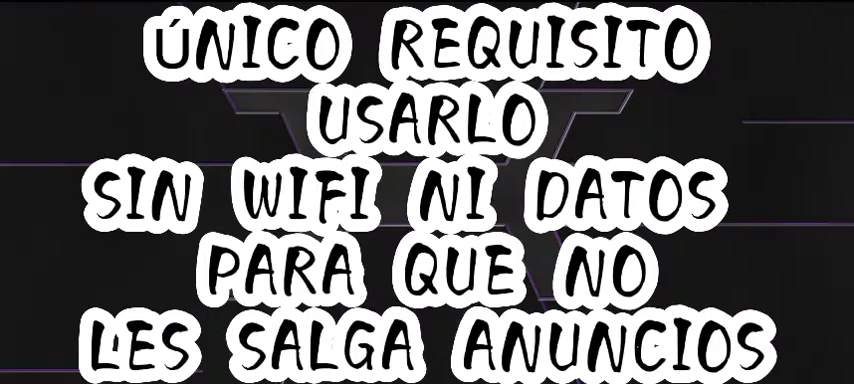 ÚNICO REQUISITO
USARLO
SIN WIFI NI DATOS
PARA QUE NO
LES SALGA ANUNCIOS